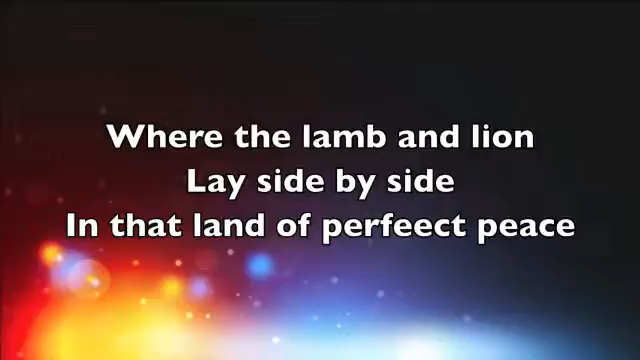 Where the lamb and lion
Lay side by side
In that land of perfeect peace